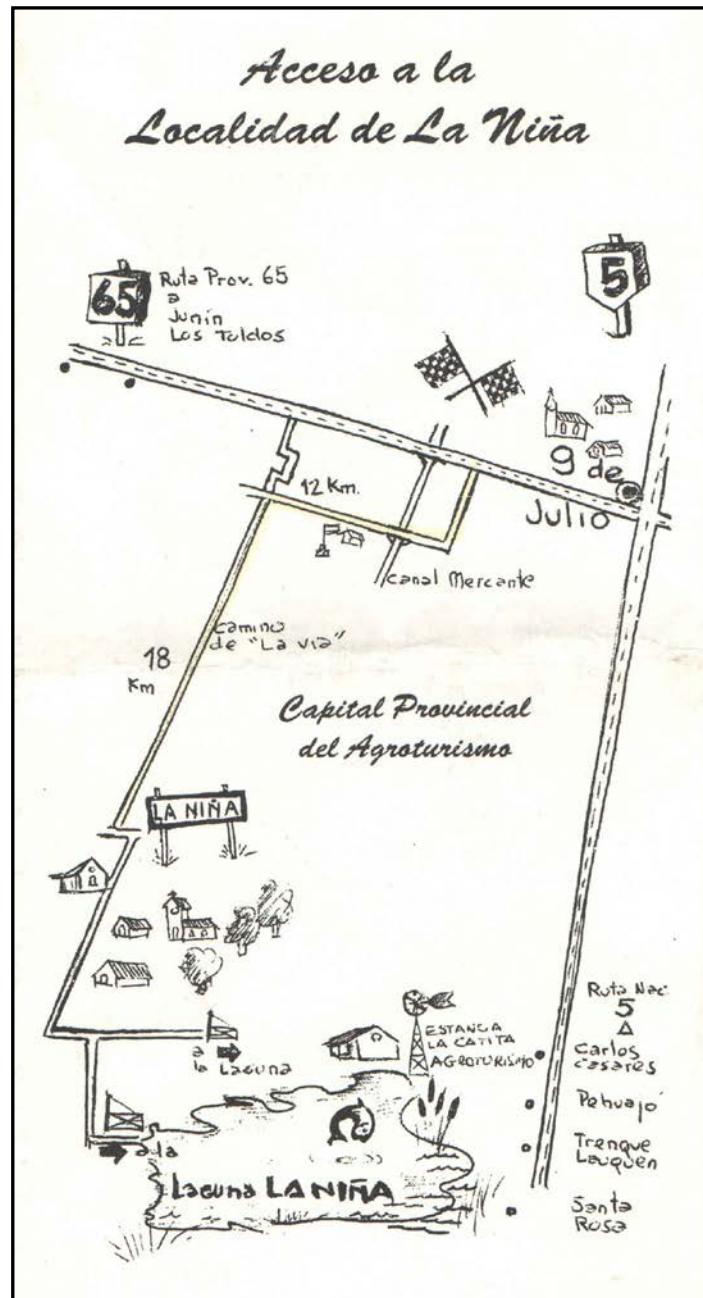 Acceso a la
Localidad de La Niña
65
Ruta Prov. 65
a
Junín
Los Toldos
5
9 de
Julio
12 Km.
Canal Mercante
Camino
de "La via"
18
Km
Capital Provincial
del Agroturismo
LA NIÑA
a
la Laguna
ESTANCIA
LA CATITA
AGROTURISMO
Ruta Nac.
5
a
Carlos
Casares
Pehuajó
Trenque
Lauquen
Santa
Rosa
a la
Laguna LA NIÑA